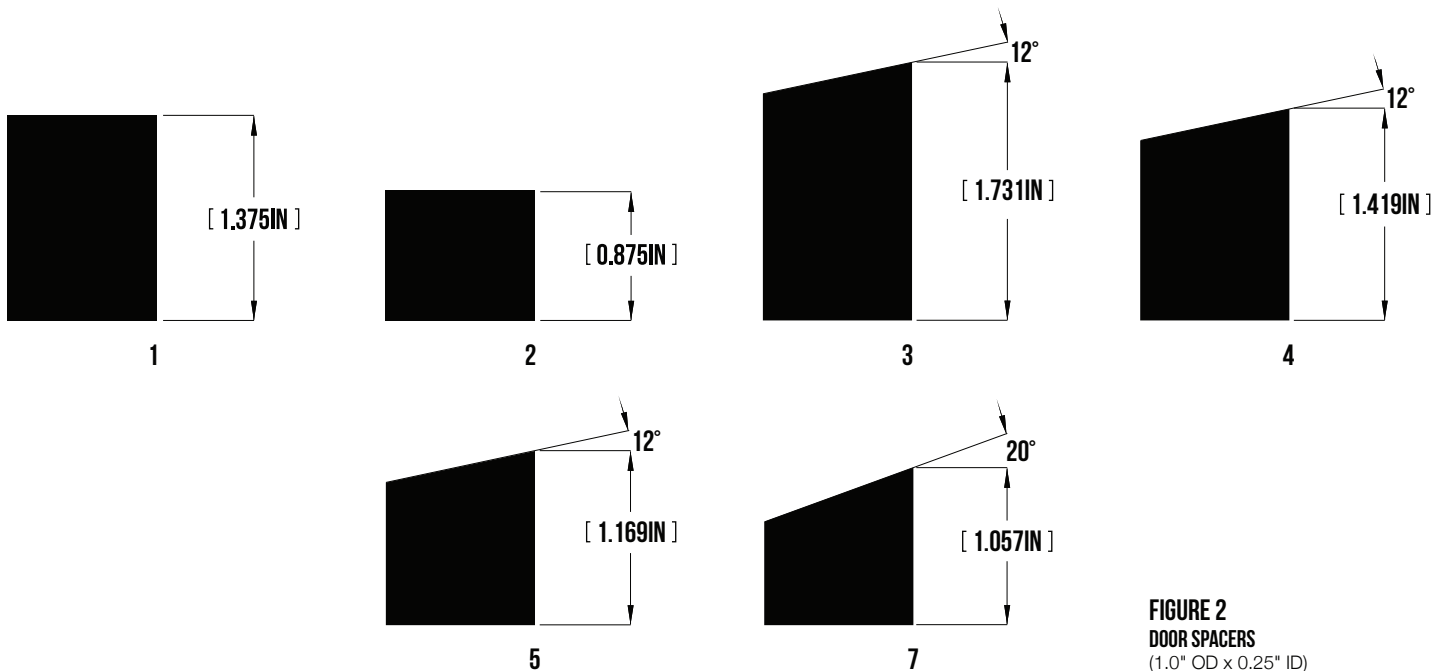 12°
12°
[ 1.375IN ]
[ 0.875IN ]
[ 1.731IN ]
[ 1.419IN ]
1
2
3
4
12°
20°
[ 1.169IN ]
[ 1.057IN ]
5
7
FIGURE 2
DOOR SPACERS
(1.0" OD x 0.25" ID)